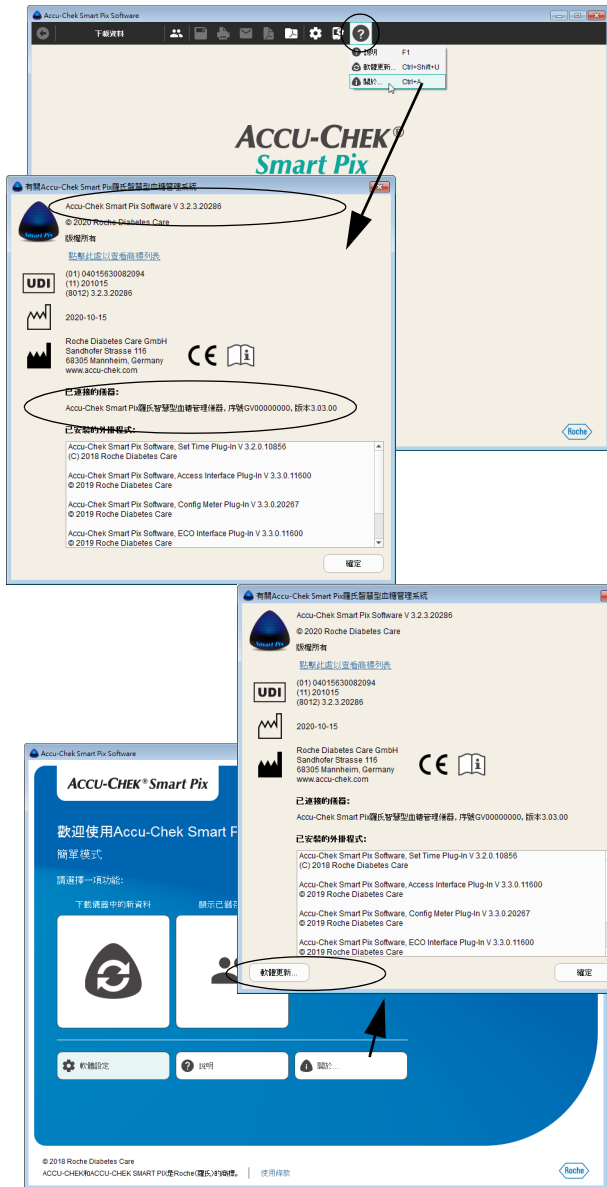 Accu-Chek Smart Pix Software
下載資料
說明 F1
軟體更新... Ctrl+Shift+U
關於... Ctrl+A
ACCU-CHEK®
Smart Pix
有關Accu-Chek Smart Pix羅氏智慧型血糖管理系統
Smart Pix
Accu-Chek Smart Pix Software V 3.2.3.20286
© 2020 Roche Diabetes Care
版權所有
點擊此處以查看商標列表
UDI
(01) 04015630082094
(11) 201015
(8012) 3.2.3.20286
2020-10-15
Roche Diabetes Care GmbH
Sandhofer Strasse 116
68305 Mannheim, Germany
www.accu-chek.com
CE
已連接的儀器:
Accu-Chek Smart Pix羅氏智慧型血糖管理儀器, 序號GV00000000, 版本3.03.00
已安裝的外掛程式:
Accu-Chek Smart Pix Software, Set Time Plug-In V 3.2.0.10856
(C) 2018 Roche Diabetes Care
Accu-Chek Smart Pix Software, Access Interface Plug-In V 3.3.0.11600
© 2019 Roche Diabetes Care
Accu-Chek Smart Pix Software, Config Meter Plug-In V 3.3.0.20267
© 2019 Roche Diabetes Care
Accu-Chek Smart Pix Software, ECO Interface Plug-In V 3.3.0.11600
© 2019 Roche Diabetes Care
確定
Roche
有關Accu-Chek Smart Pix羅氏智慧型血糖管理系統
Smart Pix
Accu-Chek Smart Pix Software V 3.2.3.20286
© 2020 Roche Diabetes Care
版權所有
點擊此處以查看商標列表
UDI
(01) 04015630082094
(11) 201015
(8012) 3.2.3.20286
2020-10-15
Roche Diabetes Care GmbH
Sandhofer Strasse 116
68305 Mannheim, Germany
www.accu-chek.com
CE
已連接的儀器:
Accu-Chek Smart Pix羅氏智慧型血糖管理儀器, 序號GV00000000, 版本3.03.00
已安裝的外掛程式:
Accu-Chek Smart Pix Software, Set Time Plug-In V 3.2.0.10856
(C) 2018 Roche Diabetes Care
Accu-Chek Smart Pix Software, Access Interface Plug-In V 3.3.0.11600
© 2019 Roche Diabetes Care
Accu-Chek Smart Pix Software, Config Meter Plug-In V 3.3.0.20267
© 2019 Roche Diabetes Care
Accu-Chek Smart Pix Software, ECO Interface Plug-In V 3.3.0.11600
© 2019 Roche Diabetes Care
軟體更新...
確定
Accu-Chek Smart Pix Software
ACCU-CHEK® Smart Pix
歡迎使用Accu-Chek Smart P
簡單模式
請選擇一項功能:
下載儀器中的新資料
顯示已儲存
軟體設定
說明
關於...
© 2018 Roche Diabetes Care
ACCU-CHEK和ACCU-CHEK SMART PIX是Roche(羅氏)的商標。 | 使用條款
Roche